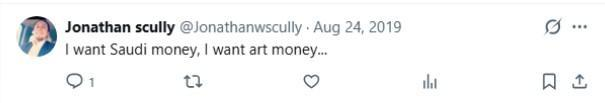 Jonathan scully @Jonathanwscully · Aug 24, 2019
I want Saudi money, I want art money...
1